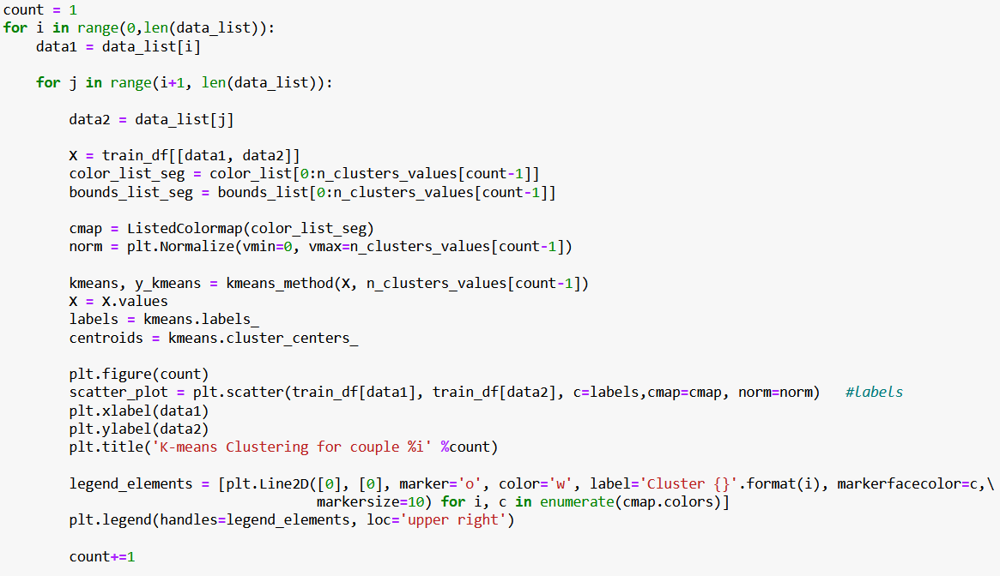 count = 1
for i in range(0,len(data_list)):
    data1 = data_list[i]

    for j in range(i+1, len(data_list)):

        data2 = data_list[j]

        X = train_df[[data1, data2]]
        color_list_seg = color_list[0:n_clusters_values[count-1]]
        bounds_list_seg = bounds_list[0:n_clusters_values[count-1]]

        cmap = ListedColormap(color_list_seg)
        norm = plt.Normalize(vmin=0, vmax=n_clusters_values[count-1])

        kmeans, y_kmeans = kmeans_method(X, n_clusters_values[count-1])
        X = X.values
        labels = kmeans.labels_
        centroids = kmeans.cluster_centers_

        plt.figure(count)
        scatter_plot = plt.scatter(train_df[data1], train_df[data2], c=labels,cmap=cmap, norm=norm)   #labels
        plt.xlabel(data1)
        plt.ylabel(data2)
        plt.title('K-means Clustering for couple %i' %count)

        legend_elements = [plt.Line2D([0], [0], marker='o', color='w', label='Cluster {}'.format(i), markerfacecolor=c,\
                                      markersize=10) for i, c in enumerate(cmap.colors)]
        plt.legend(handles=legend_elements, loc='upper right')

        count+=1